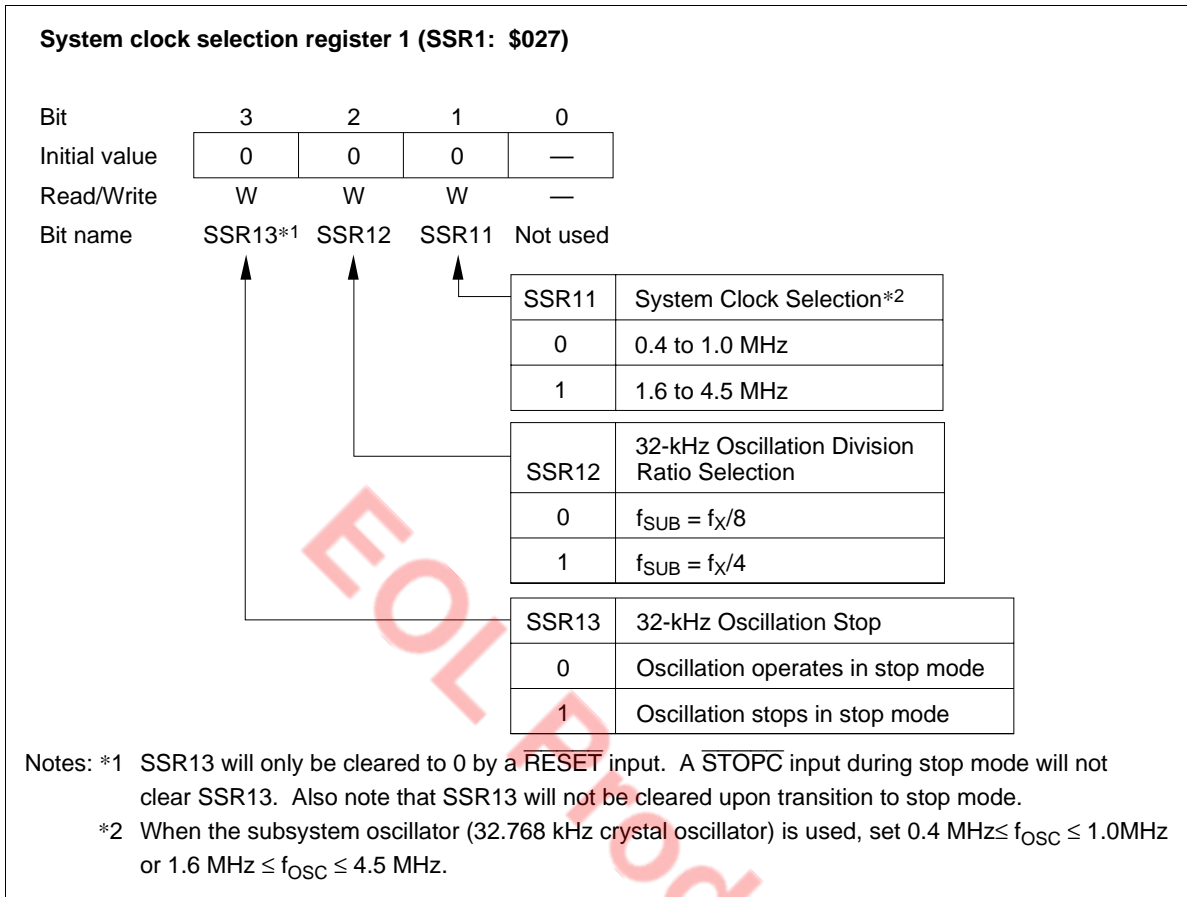 System clock selection register 1 (SSR1: $027)
Bit 3 2 1 0
Initial value 0 0 0 —
Read/Write W W W —
Bit name SSR13*1 SSR12 SSR11 Not used
SSR11 System Clock Selection*2
0 0.4 to 1.0 MHz
1 1.6 to 4.5 MHz
SSR12 32-kHz Oscillation Division
Ratio Selection
0 fSUB = fX/8
1 fSUB = fX/4
SSR13 32-kHz Oscillation Stop
0 Oscillation operates in stop mode
1 Oscillation stops in stop mode
Notes: *1 SSR13 will only be cleared to 0 by a RESET input. A STOPC input during stop mode will not
clear SSR13. Also note that SSR13 will not be cleared upon transition to stop mode.
*2 When the subsystem oscillator (32.768 kHz crystal oscillator) is used, set 0.4 MHz≤ fOSC ≤ 1.0MHz
or 1.6 MHz ≤ fOSC ≤ 4.5 MHz.
EOL Prod